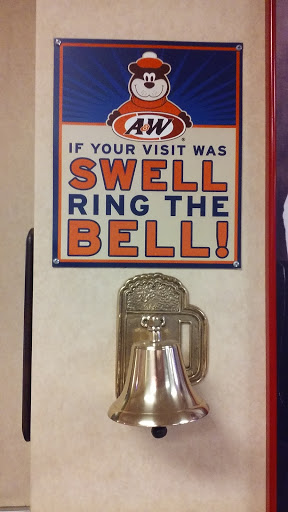 A&W
IF YOUR VISIT WAS
SWELL
RING THE
BELL!